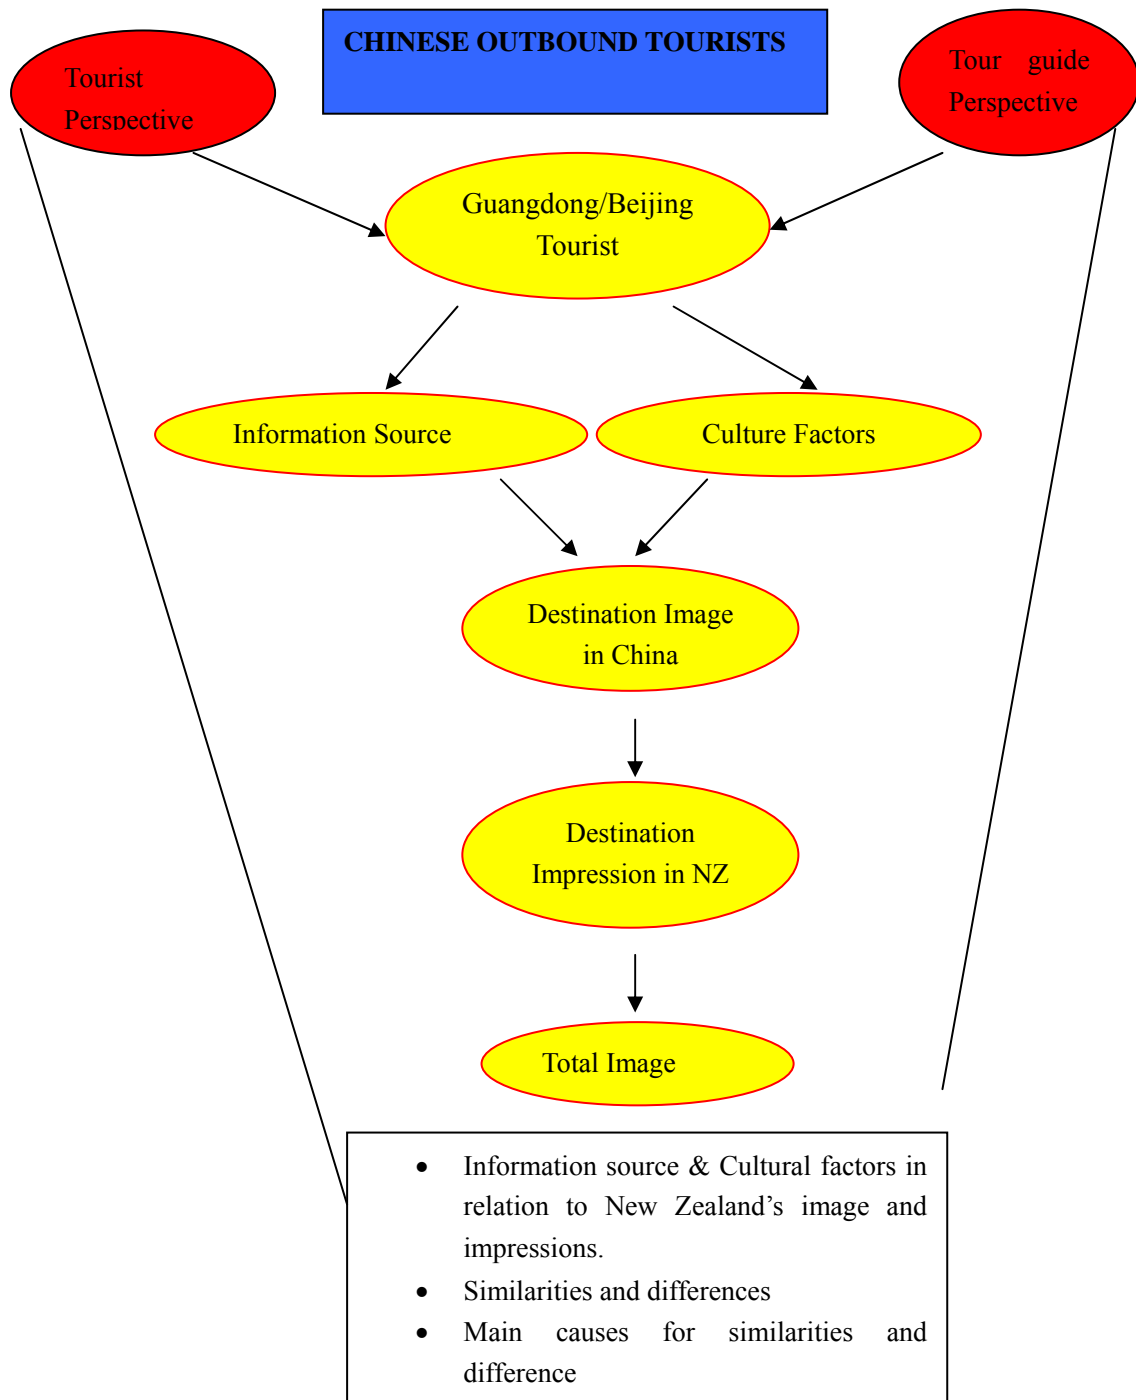 CHINESE OUTBOUND TOURISTS
Tourist
Perspective
Tour guide
Perspective
Guangdong/Beijing
Tourist
Information Source
Culture Factors
Destination Image
in China
Destination
Impression in NZ
Total Image
• Information source & Cultural factors in
relation to New Zealand’s image and
impressions.
• Similarities and differences
• Main causes for similarities and
difference